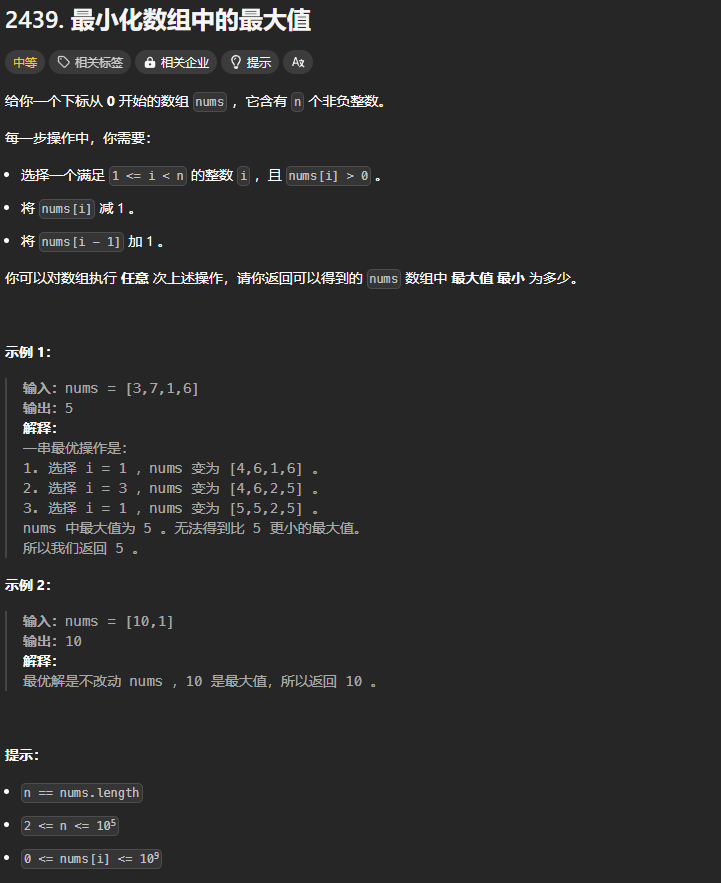 2439. 最小化数组中的最大值
中等 相关标签 相关企业 提示 Aあ
给你一个下标从 0 开始的数组 nums ，它含有 n 个非负整数。
每一步操作中，你需要：
• 选择一个满足 1 <= i < n 的整数 i ，且 nums[i] > 0 。
• 将 nums[i] 减 1 。
• 将 nums[i - 1] 加 1 。
你可以对数组执行 任意 次上述操作，请你返回可以得到的 nums 数组中 最大值 最小 为多少。
示例 1：
输入：nums = [3,7,1,6]
输出：5
解释：
一串最优操作是：
1. 选择 i = 1 ，nums 变为 [4,6,1,6] 。
2. 选择 i = 3 ，nums 变为 [4,6,2,5] 。
3. 选择 i = 1 ，nums 变为 [5,5,2,5] 。
nums 中最大值为 5 。无法得到比 5 更小的最大值。
所以我们返回 5 。
示例 2：
输入：nums = [10,1]
输出：10
解释：
最优解是不改动 nums ，10 是最大值，所以返回 10 。
提示：
• n == nums.length
• 2 <= n <= 10⁵
• 0 <= nums[i] <= 10⁹